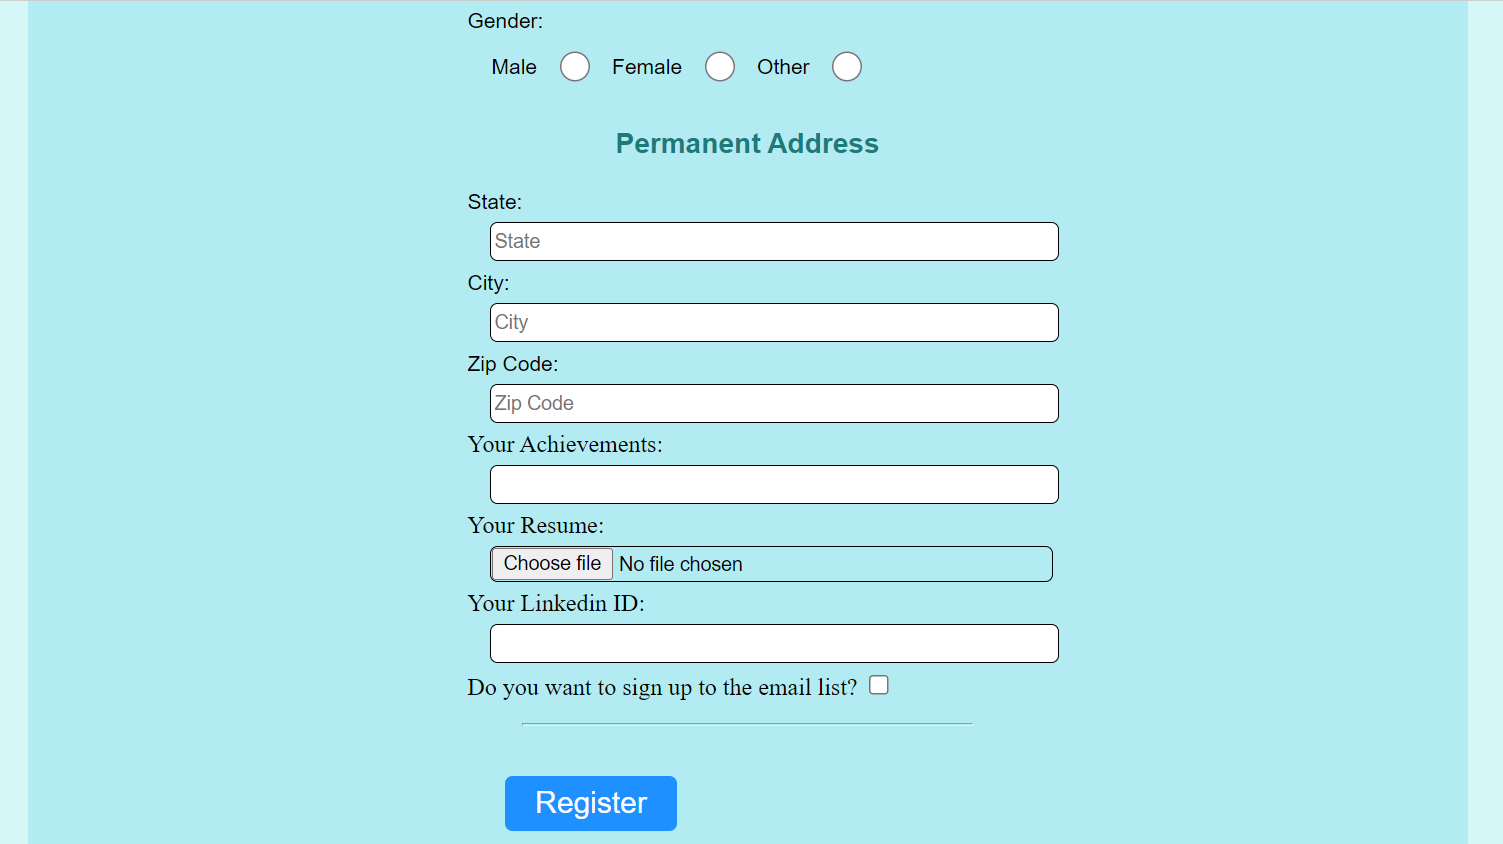 Gender:
Male Female Other
Permanent Address
State:
State
City:
City
Zip Code:
Zip Code
Your Achievements:
Your Resume:
Choose file No file chosen
Your Linkedin ID:
Do you want to sign up to the email list?
Register